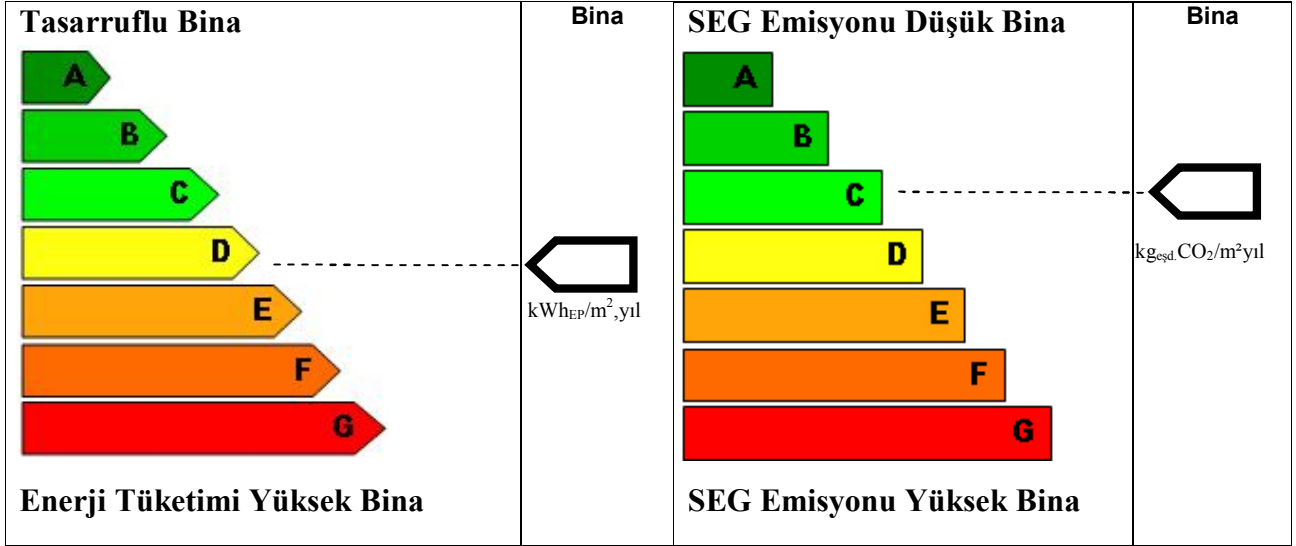 Tasarruflu Bina
A
B
C
D
E
F
G
Enerji Tüketimi Yüksek Bina
Bina
kWhEP/m²,yıl
SEG Emisyonu Düşük Bina
A
B
C
D
E
F
G
SEG Emisyonu Yüksek Bina
Bina
kgeşd.CO₂/m²yıl